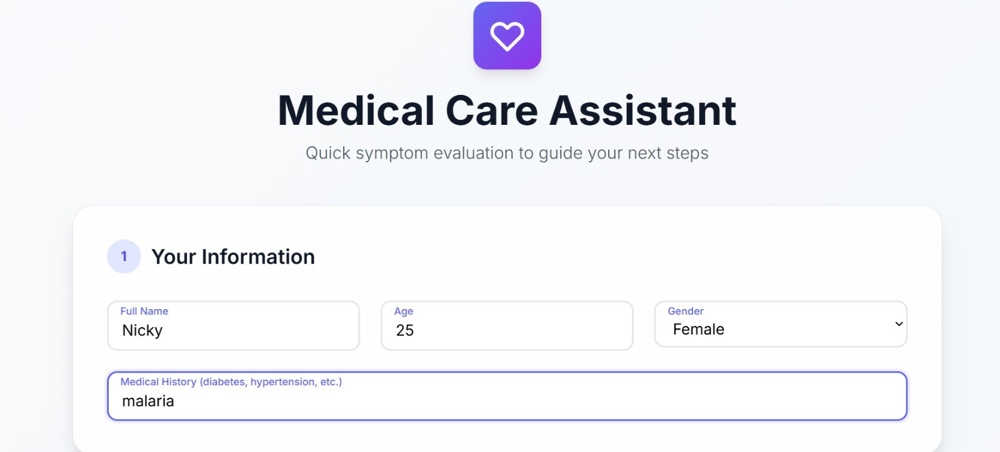 Medical Care Assistant
Quick symptom evaluation to guide your next steps
1 Your Information
Full Name
Nicky
Age
25
Gender
Female
Medical History (diabetes, hypertension, etc.)
malaria